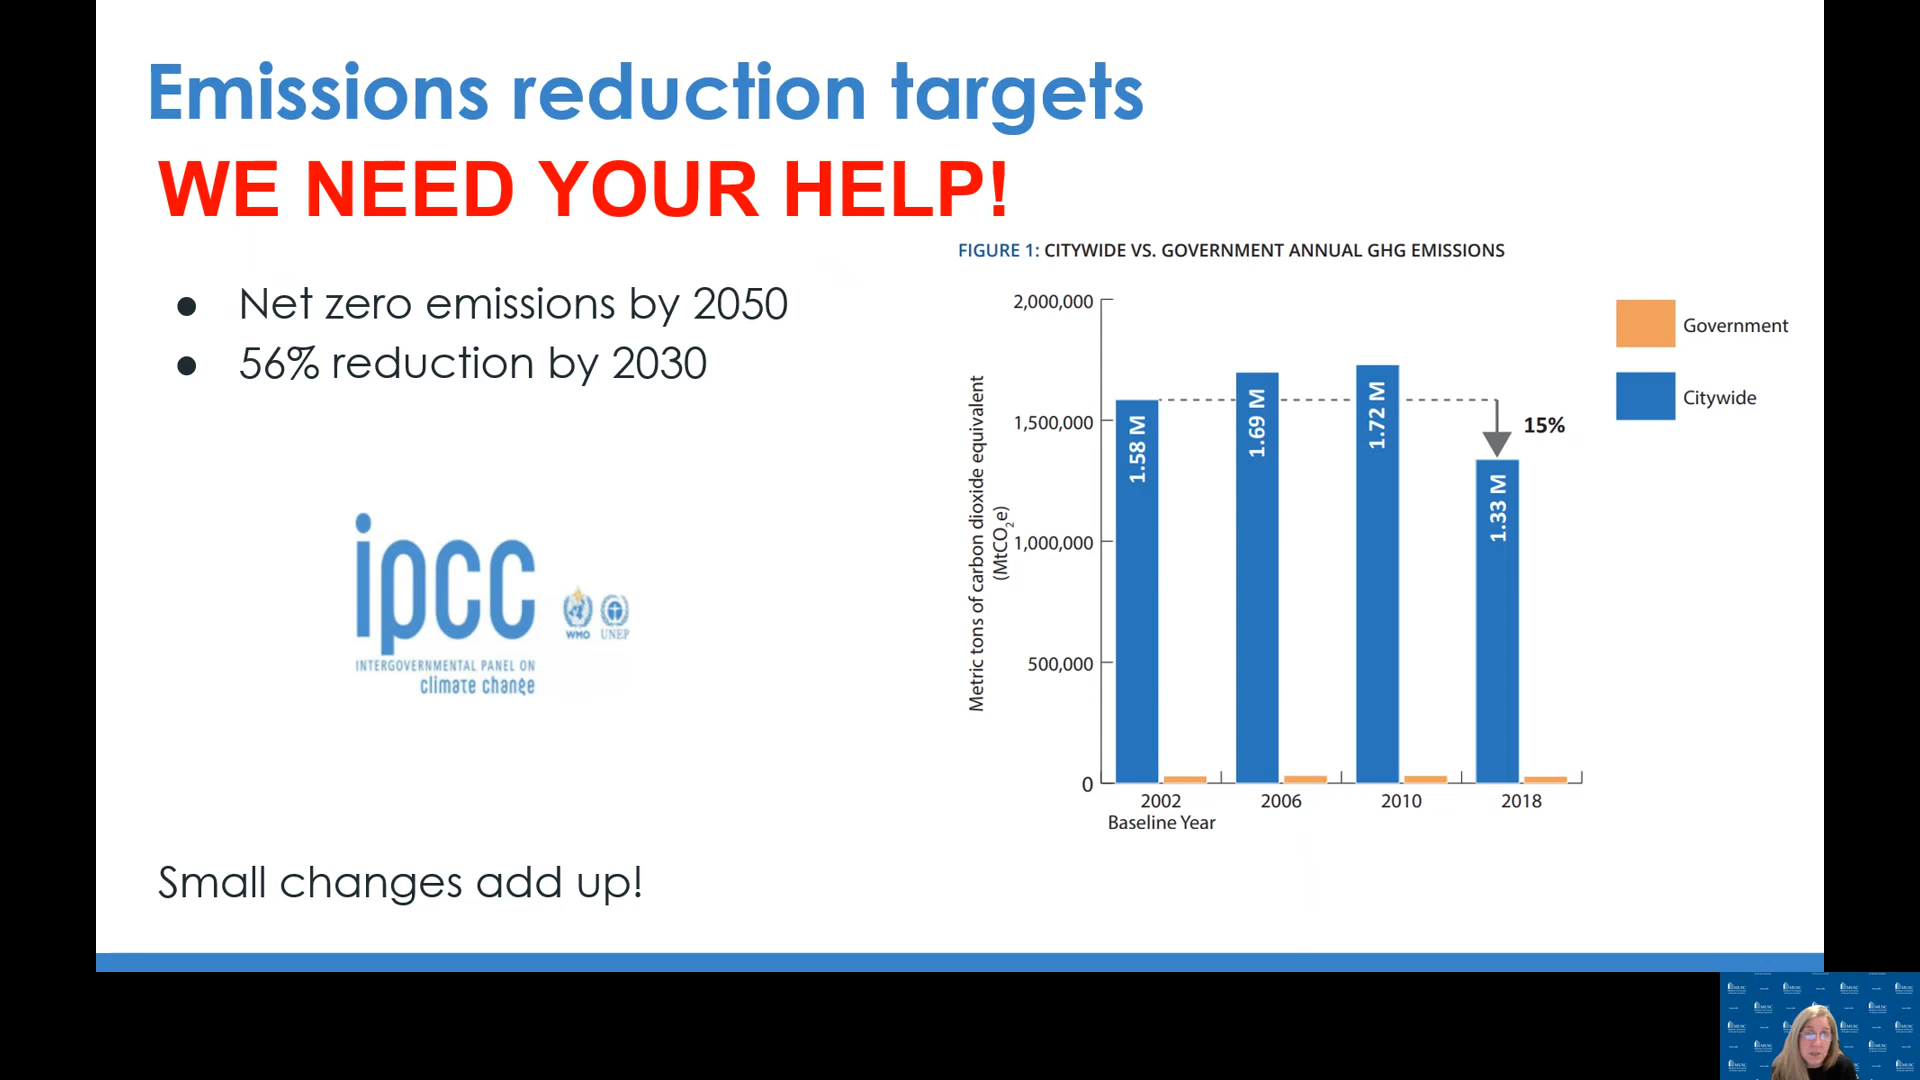 Emissions reduction targets
WE NEED YOUR HELP!
● Net zero emissions by 2050
● 56% reduction by 2030
ipcc
WMO UNEP
INTERGOVERNMENTAL PANEL ON
climate change
Small changes add up!
FIGURE 1: CITYWIDE VS. GOVERNMENT ANNUAL GHG EMISSIONS
Metric tons of carbon dioxide equivalent
(MtCO₂e)
2,000,000
1,500,000
1,000,000
500,000
0
1.58 M
1.69 M
1.72 M
1.33 M
15%
2002
Baseline Year
2006
2010
2018
Government
Citywide
MUSC